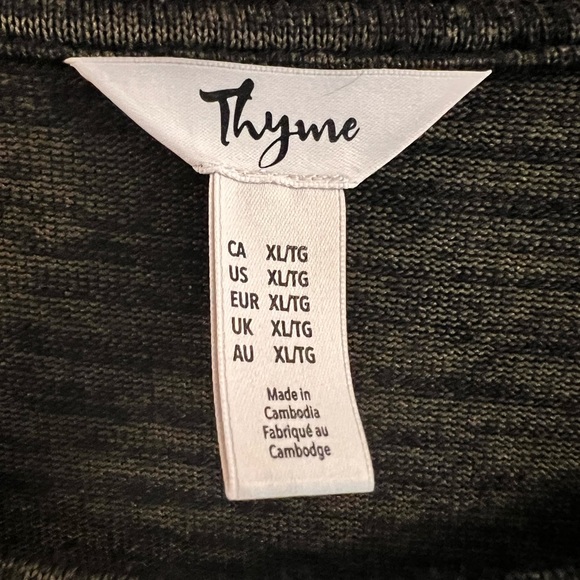 Thyme
CA XL/TG
US XL/TG
EUR XL/TG
UK XL/TG
AU XL/TG
Made in
Cambodia
Fabriqué au
Cambodge